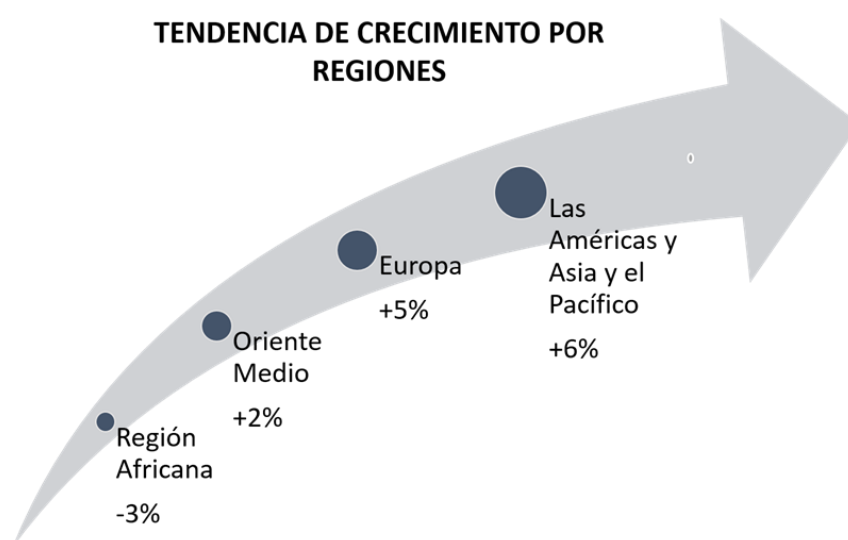 TENDENCIA DE CRECIMIENTO POR
REGIONES
0
Las
Américas y
Asia y el
Pacífico
+6%
Europa
+5%
Oriente
Medio
+2%
Región
Africana
-3%